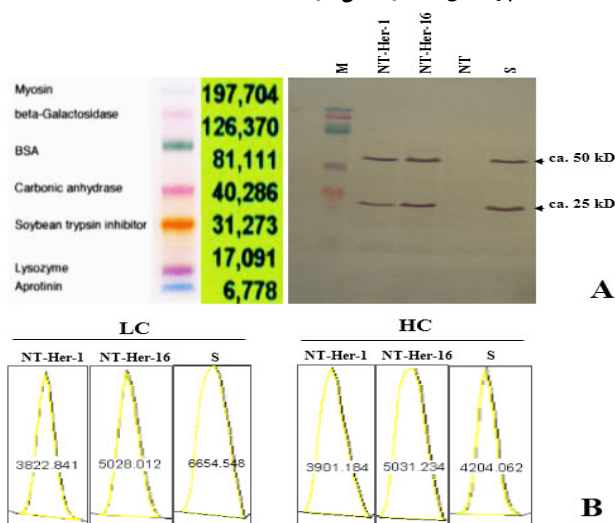 M NT-Her-1 NT-Her-16 NT S
Myosin 197,704
beta-Galactosidase 126,370
BSA 81,111
Carbonic anhydrase 40,286
Soybean trypsin inhibitor 31,273
Lysozyme 17,091
Aprotinin 6,778
ca. 50 kD
ca. 25 kD
A
LC HC
NT-Her-1 NT-Her-16 S NT-Her-1 NT-Her-16 S
3822.841 5028.012 6654.548 3901.184 5031.234 4204.062
B